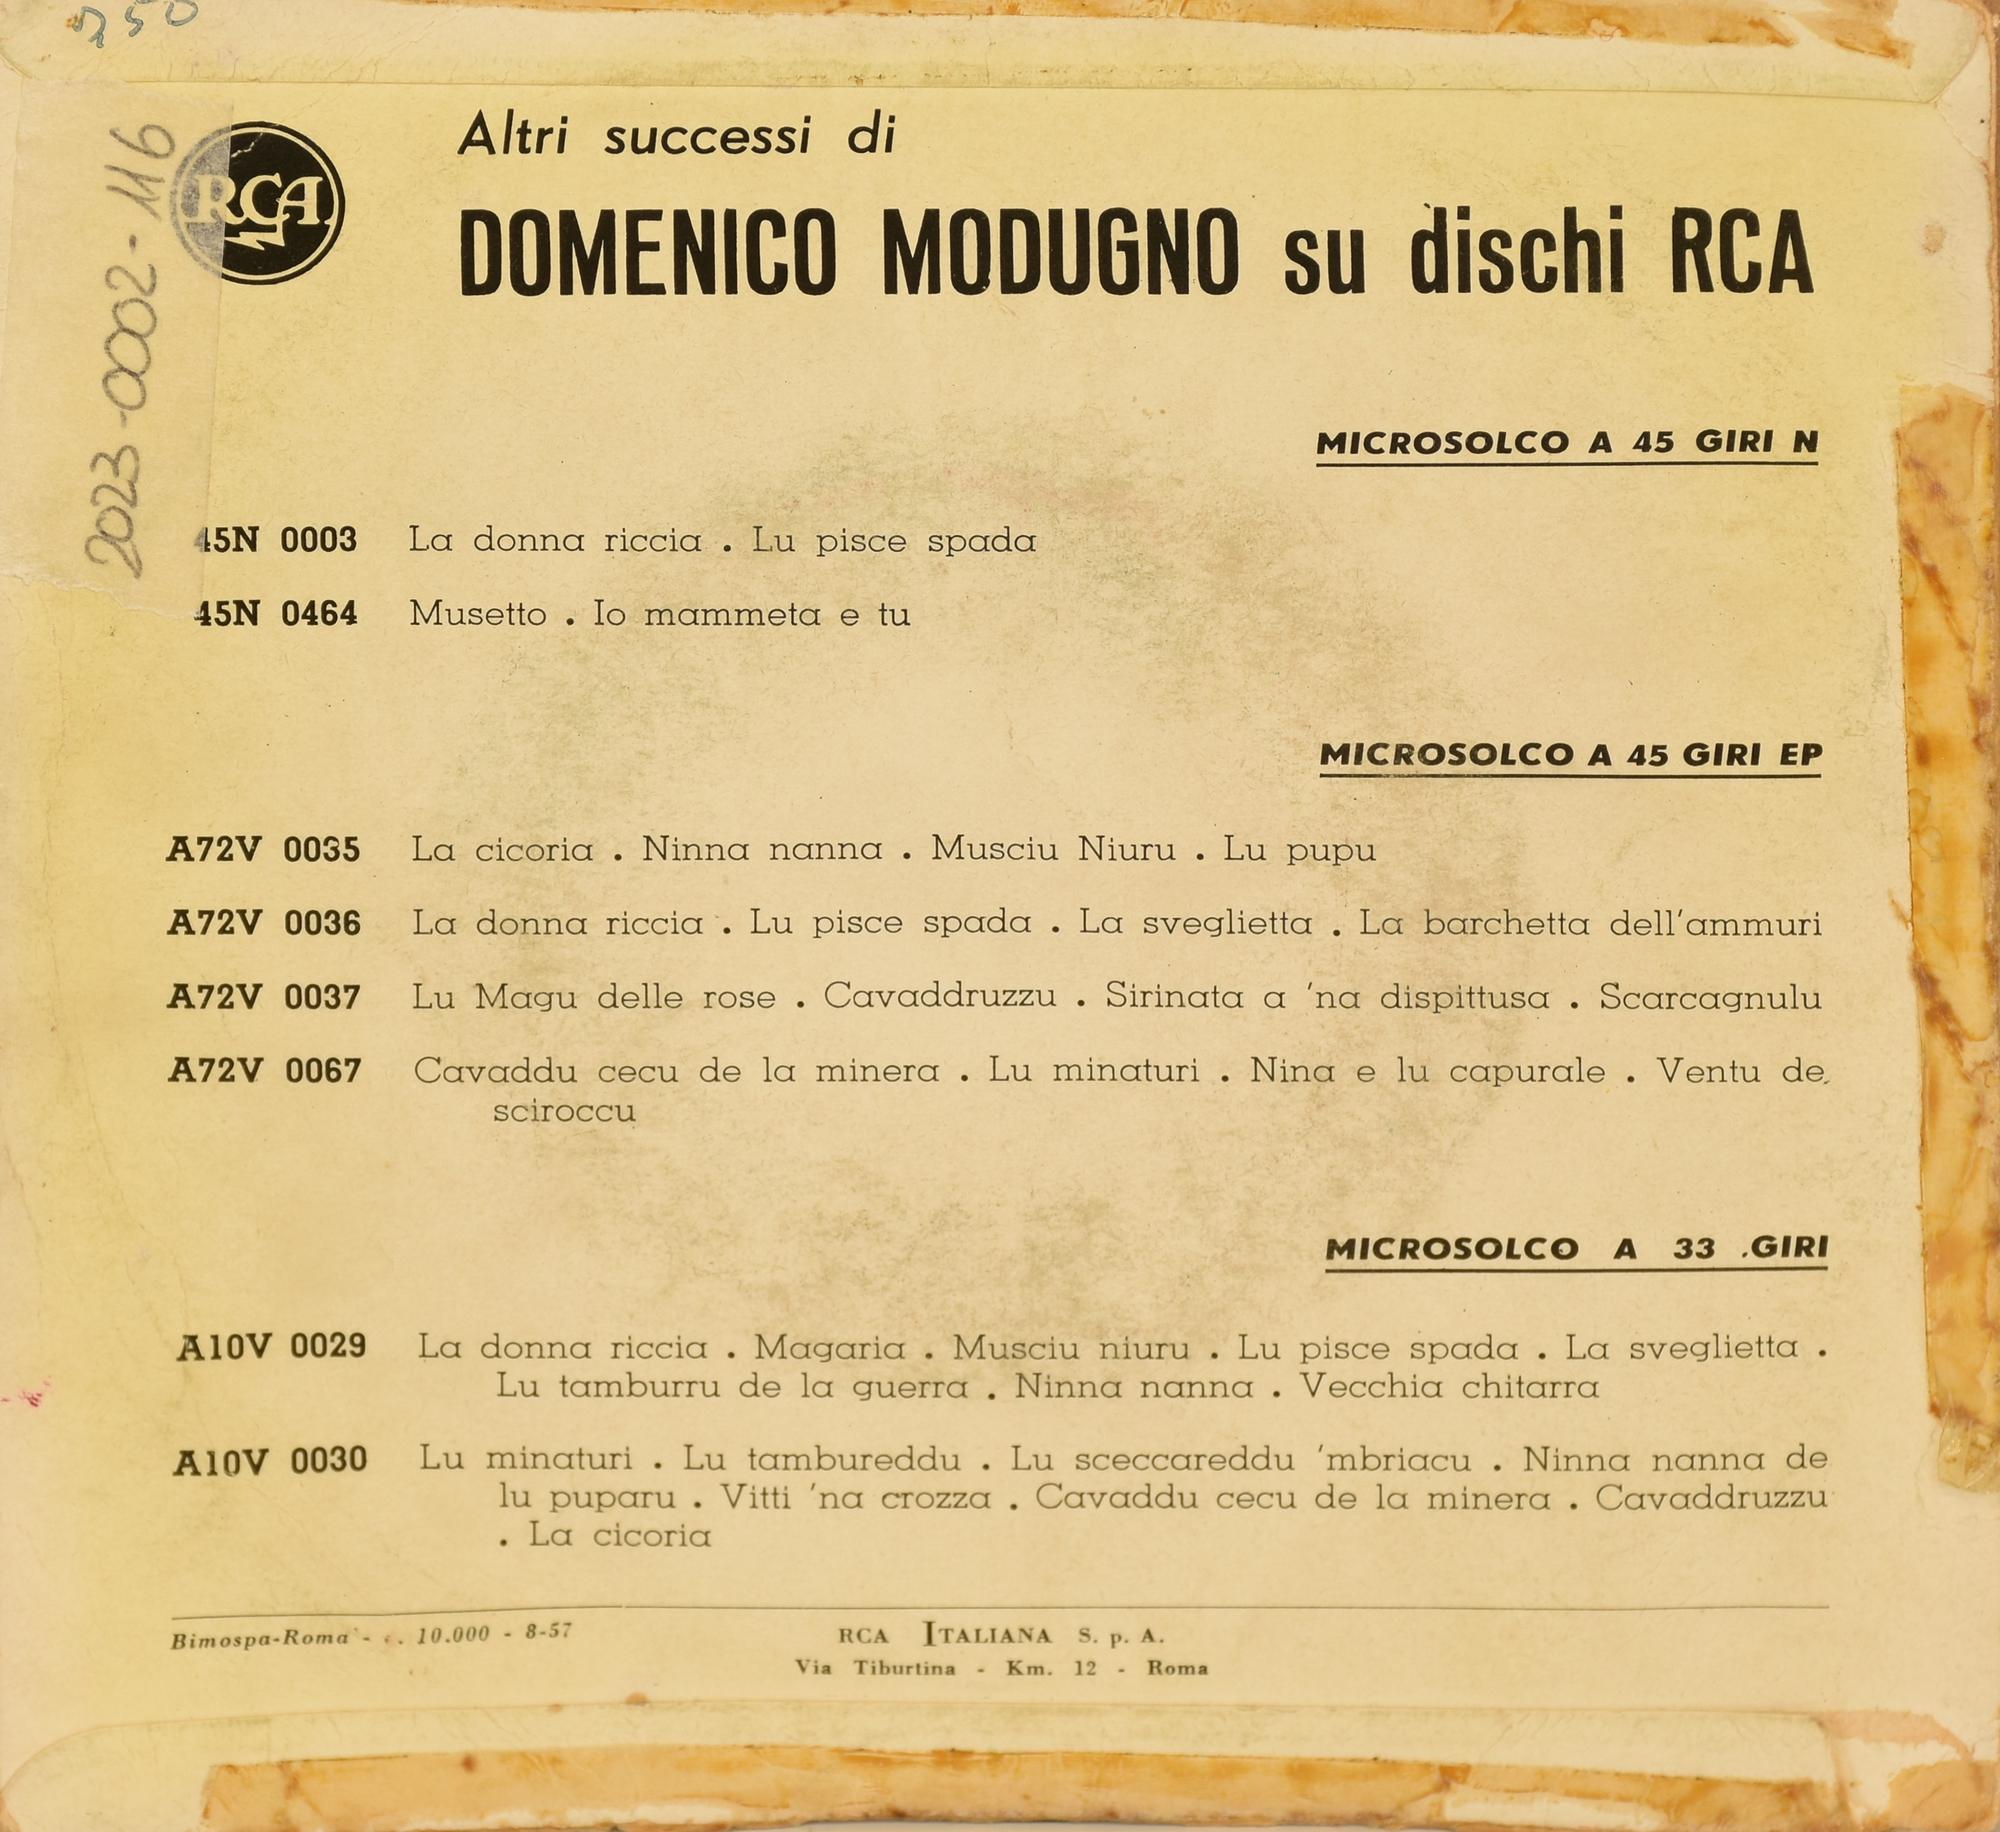 250
2023-0002-116
RCA
Altri successi di
DOMENICO MODUGNO su dischi RCA
MICROSOLCO A 45 GIRI N
45N 0003 La donna riccia . Lu pisce spada
45N 0464 Musetto . Io mammeta e tu
MICROSOLCO A 45 GIRI EP
A72V 0035 La cicoria . Ninna nanna . Musciu Niuru . Lu pupu
A72V 0036 La donna riccia . Lu pisce spada . La sveglietta . La barchetta dell'ammuri
A72V 0037 Lu Magu delle rose . Cavaddruzzu . Sirinata a 'na dispittusa . Scarcagnulu
A72V 0067 Cavaddu cecu de la minera . Lu minaturi . Nina e lu capurale . Ventu de
sciroccu
MICROSOLCO A 33 GIRI
A10V 0029 La donna riccia . Magaria . Musciu niuru . Lu pisce spada . La sveglietta .
Lu tamburru de la guerra . Ninna nanna . Vecchia chitarra
A10V 0030 Lu minaturi . Lu tambureddu . Lu sceccareddu 'mbriacu . Ninna nanna de
lu puparu . Vitti 'na crozza . Cavaddu cecu de la minera . Cavaddruzzu
. La cicoria
Bimospa-Roma - 10.000 - 8-57
RCA ITALIANA S. p. A.
Via Tiburtina - Km. 12 - Roma